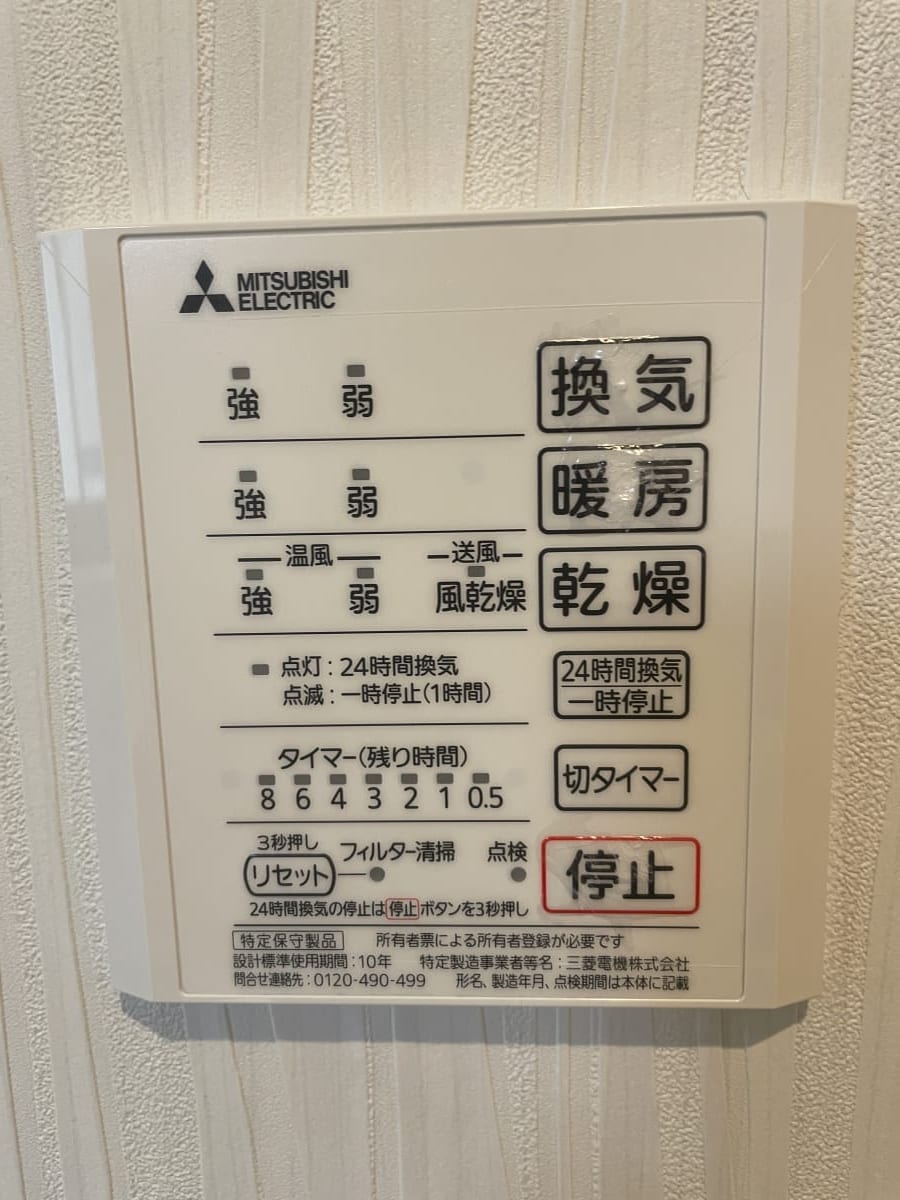 MITSUBISHI
ELECTRIC
強 弱 換気
強 弱 暖房
温風 送風
強 弱 風乾燥 乾燥
点灯：24時間換気
点滅：一時停止(1時間)
24時間換気
一時停止
タイマー(残り時間)
8 6 4 3 2 1 0.5
切タイマー
3秒押し
リセット フィルター清掃 点検
停止
24時間換気の停止は停止ボタンを3秒押し
特定保守製品 所有者票による所有者登録が必要です
設計標準使用期間：10年 特定製造事業者等名：三菱電機株式会社
問合せ連絡先：0120-490-499 形名、製造年月、点検期間は本体に記載